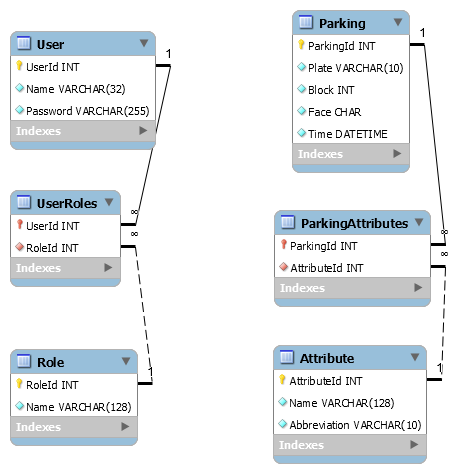 User
UserId INT
Name VARCHAR(32)
Password VARCHAR(255)
Indexes
1
∞
UserRoles
UserId INT
RoleId INT
Indexes
∞
1
Role
RoleId INT
Name VARCHAR(128)
Indexes
Parking
ParkingId INT
Plate VARCHAR(10)
Block INT
Face CHAR
Time DATETIME
Indexes
1
∞
ParkingAttributes
ParkingId INT
AttributeId INT
Indexes
∞
1
Attribute
AttributeId INT
Name VARCHAR(128)
Abbreviation VARCHAR(10)
Indexes